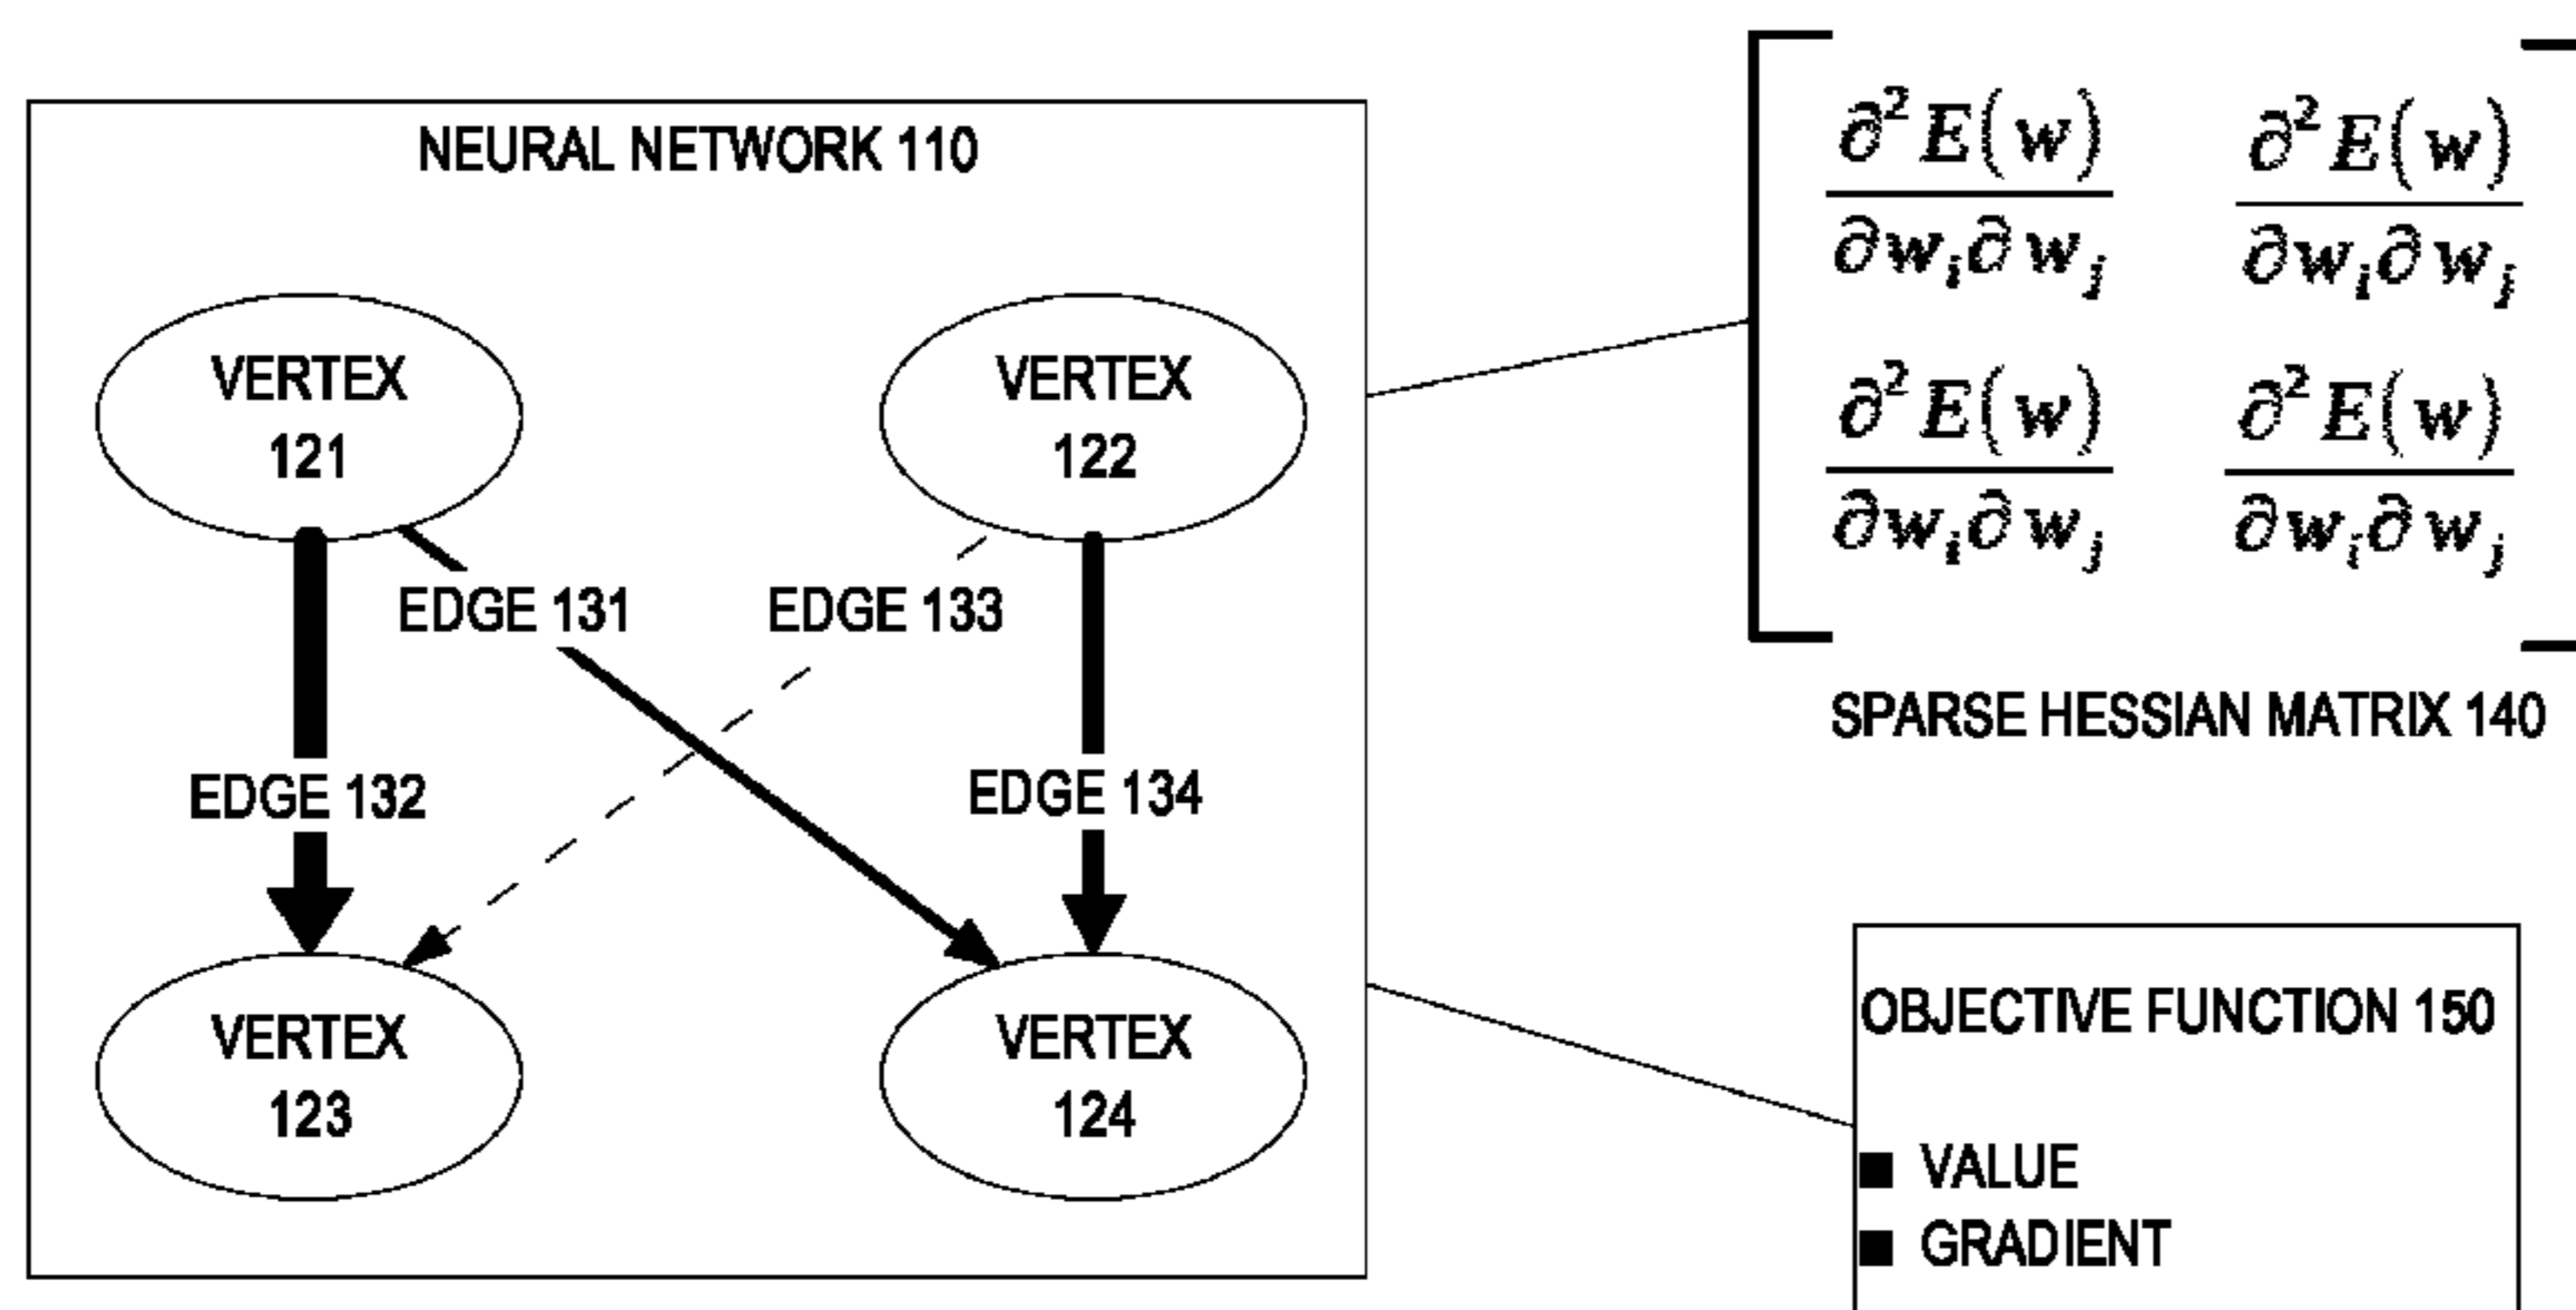 NEURAL NETWORK 110
VERTEX
121
VERTEX
122
EDGE 131
EDGE 133
EDGE 132
EDGE 134
VERTEX
123
VERTEX
124
∂²E(w) ∂²E(w)
∂wᵢ∂wⱼ ∂wᵢ∂wⱼ
∂²E(w) ∂²E(w)
∂wᵢ∂wⱼ ∂wᵢ∂wⱼ
SPARSE HESSIAN MATRIX 140
OBJECTIVE FUNCTION 150
■ VALUE
■ GRADIENT